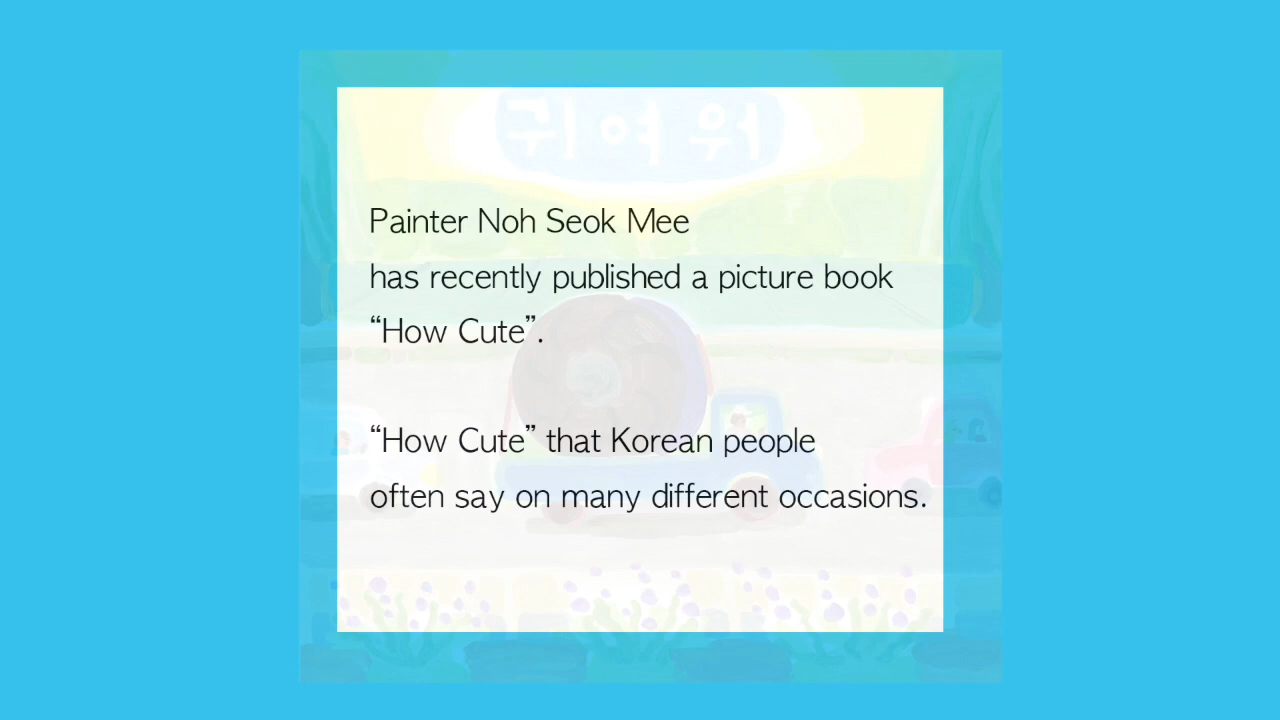 귀여워
Painter Noh Seok Mee
has recently published a picture book
“How Cute”.
“How Cute” that Korean people
often say on many different occasions.